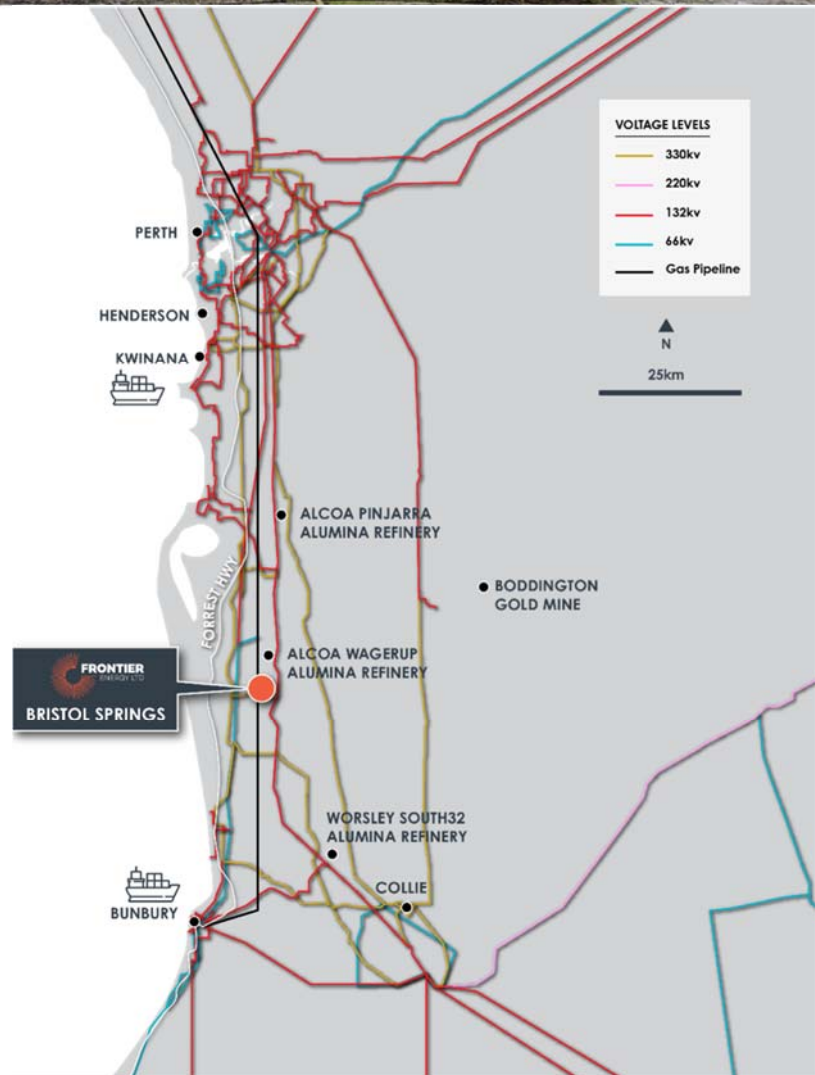 VOLTAGE LEVELS
330kv
220kv
132kv
66kv
Gas Pipeline
N
25km
PERTH
HENDERSON
KWINANA
ALCOA PINJARRA
ALUMINA REFINERY
BODDINGTON
GOLD MINE
FORREST HWY
ALCOA WAGERUP
ALUMINA REFINERY
FRONTIER
ENERGY LTD
BRISTOL SPRINGS
WORSLEY SOUTH32
ALUMINA REFINERY
COLLIE
BUNBURY